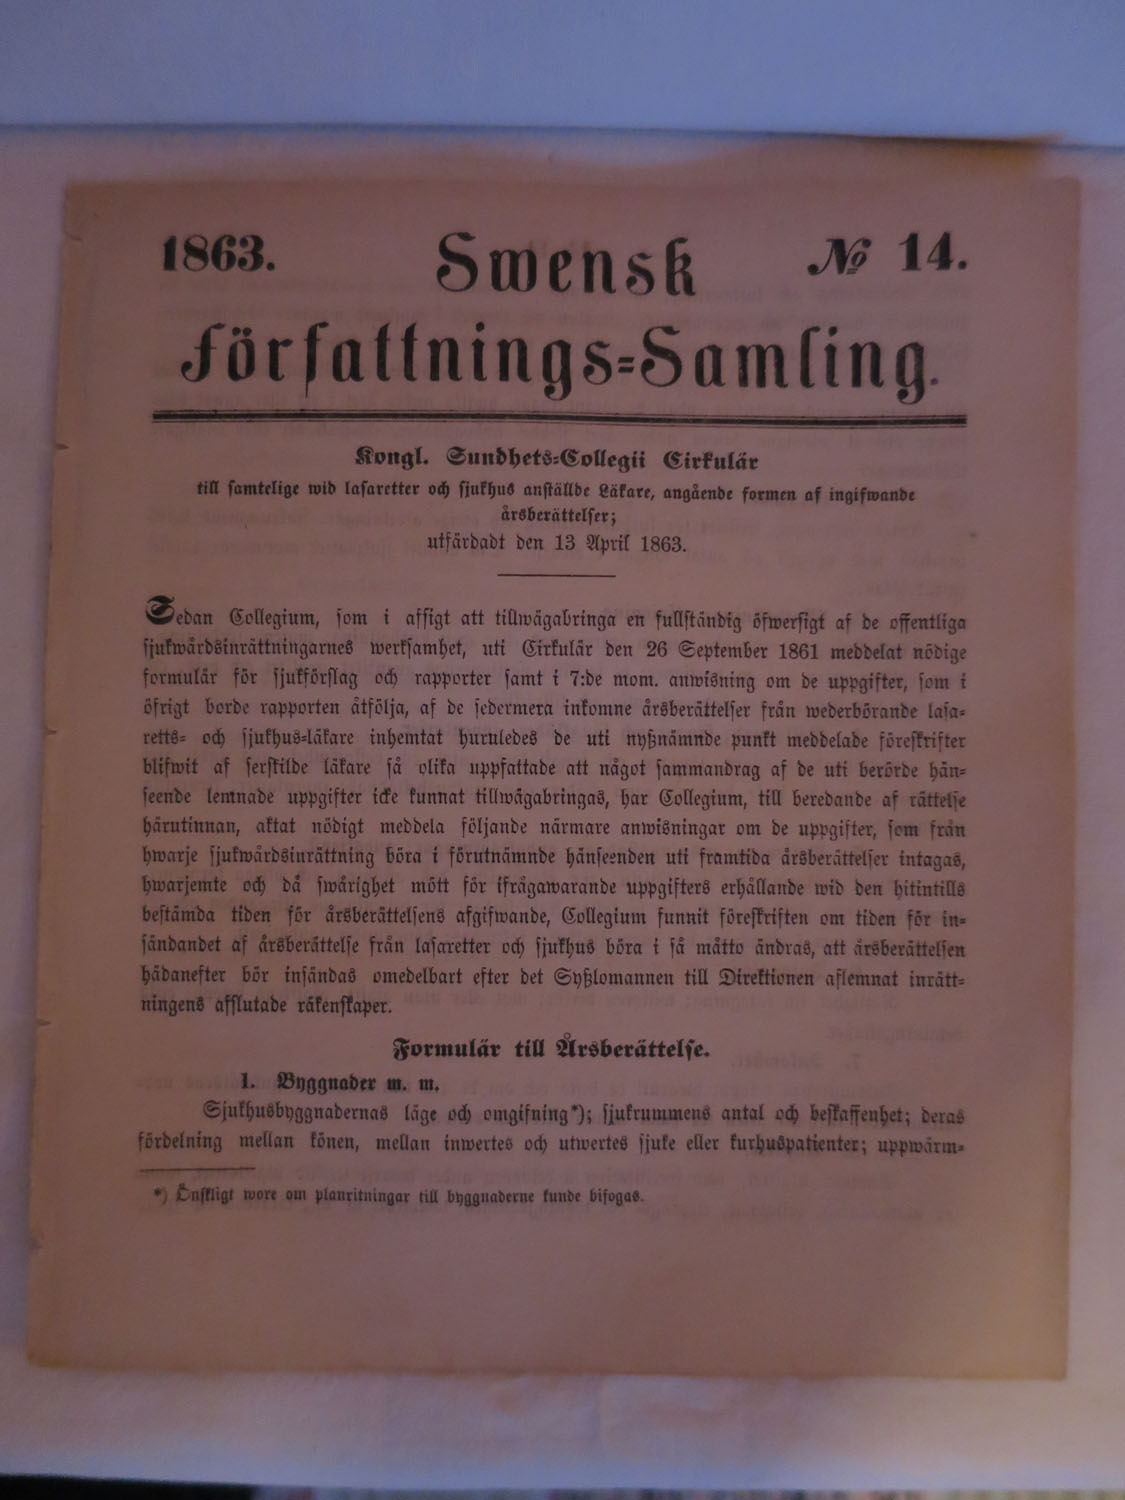 1863. Swensk № 14.
Författnings=Samling.
Kongl. Sundhets=Collegii Cirkulär
till samtelige wid lasaretter och sjukhus anställde Läkare, angående formen af ingifwande
årsberättelser;
utfärdadt den 13 April 1863.
Sedan Collegium, som i afsigt att tillwägabringa en fullständig öfwersigt af de offentliga
sjukwårdsinrättningarnes werksamhet, uti Cirkulär den 26 September 1861 meddelat nödige
formulär för sjukförslag och rapporter samt i 7:de mom. anwisning om de uppgifter, som i
öfrigt borde rapporten åtfölja, af de sedermera inkomne årsberättelser från wederbörande lasa=
retts= och sjukhus=läkare inhemtat huruledes de uti nyßnämnde punkt meddelade föreskrifter
blifwit af serskilde läkare så olika uppfattade att något sammandrag af de uti berörde hän=
seende lemnade uppgifter icke kunnat tillwägabringas, har Collegium, till beredande af rättelse
härutinnan, aktat nödigt meddela följande närmare anwisningar om de uppgifter, som från
hwarje sjukwårdsinrättning böra i förutnämnde hänseenden uti framtida årsberättelser intagas,
hwarjemte och då swårighet mött för ifrågawarande uppgifters erhållande wid den hitintills
bestämda tiden för årsberättelsens afgifwande, Collegium funnit föreskriften om tiden för in=
sändandet af årsberättelse från lasaretter och sjukhus böra i så måtto ändras, att årsberättelsen
hädanefter bör insändas omedelbart efter det Syßlomannen till Direktionen aflemnat inrätt=
ningens afslutade räkenskaper.
Formulär till Årsberättelse.
1. Byggnader m. m.
Sjukhusbyggnadernas läge och omgifning*); sjukrummens antal och beskaffenhet; deras
fördelning mellan könen, mellan inwertes och utwertes sjuke eller kurhuspatienter; uppwärm=
*) Önskligt wore om planritningar till byggnaderne kunde bifogas.